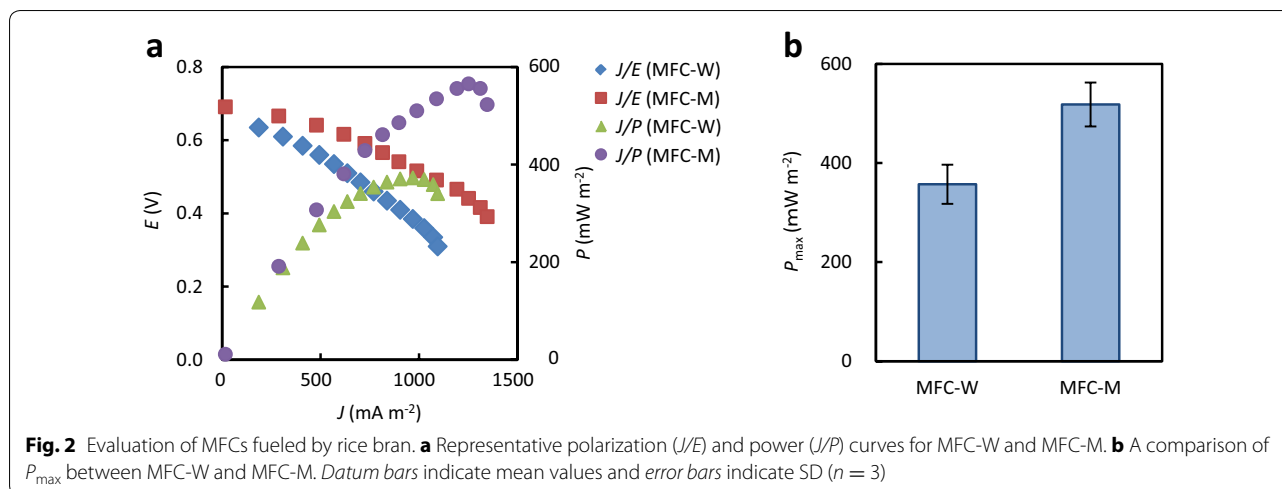 a
0.8
0.6
0.4
0.2
0.0
E (V)
600
400
200
0
P (mW m-2)
0 500 1000 1500
J (mA m-2)
J/E (MFC-W)
J/E (MFC-M)
J/P (MFC-W)
J/P (MFC-M)
b
600
400
200
0
Pmax (mW m-2)
MFC-W MFC-M
Fig. 2 Evaluation of MFCs fueled by rice bran. a Representative polarization (J/E) and power (J/P) curves for MFC-W and MFC-M. b A comparison of
Pmax between MFC-W and MFC-M. Datum bars indicate mean values and error bars indicate SD (n = 3)